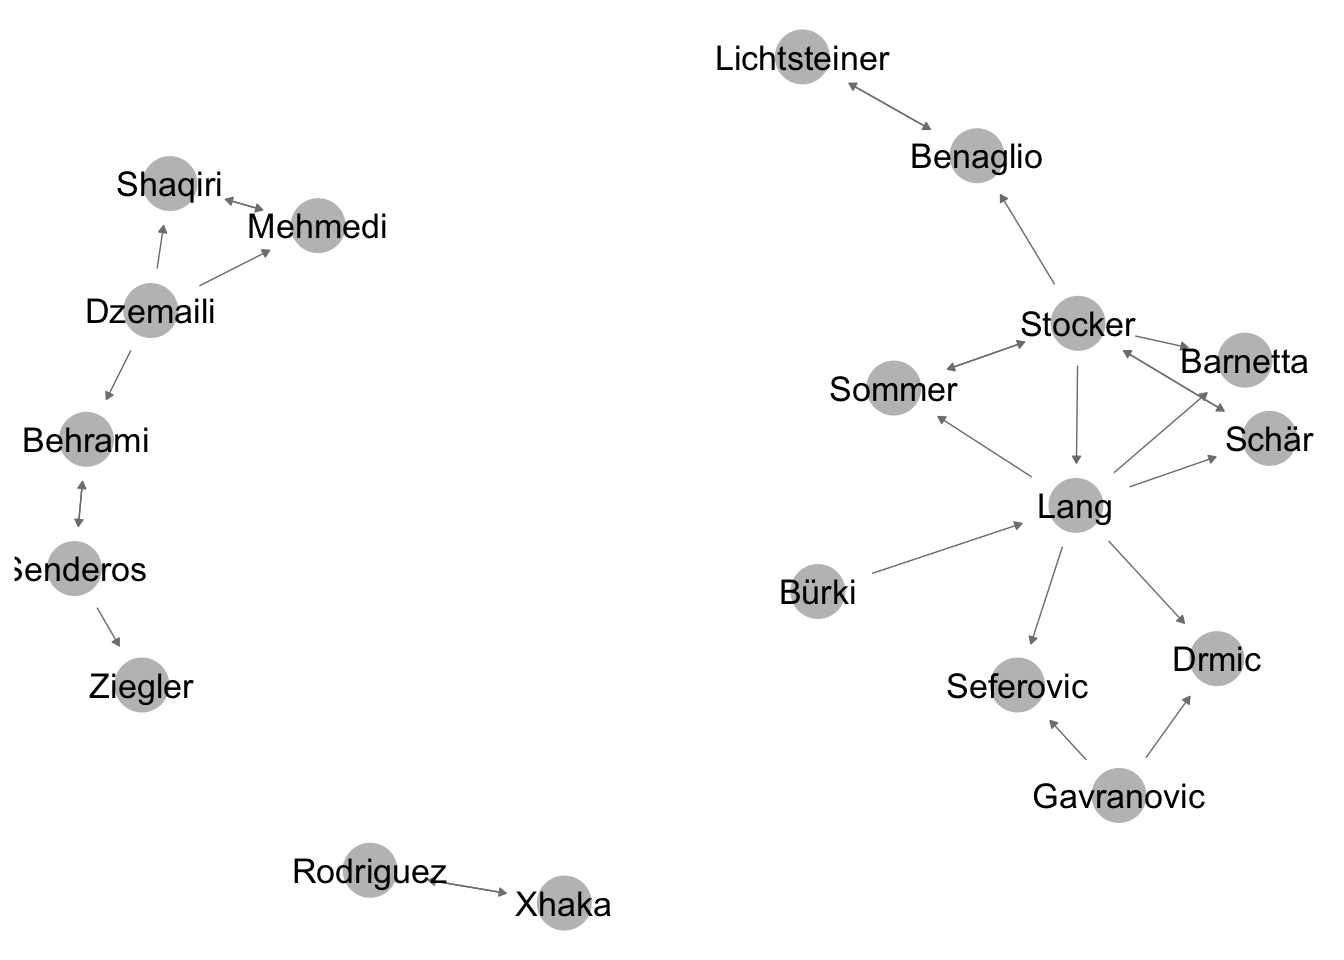 Lichtsteiner
Benaglio
Shaqiri
Mehmedi
Dzemaili
Stocker
Barnetta
Sommer
Behrami
Schär
Lang
Senderos
Bürki
Drmic
Ziegler
Seferovic
Gavranovic
Rodriguez
Xhaka